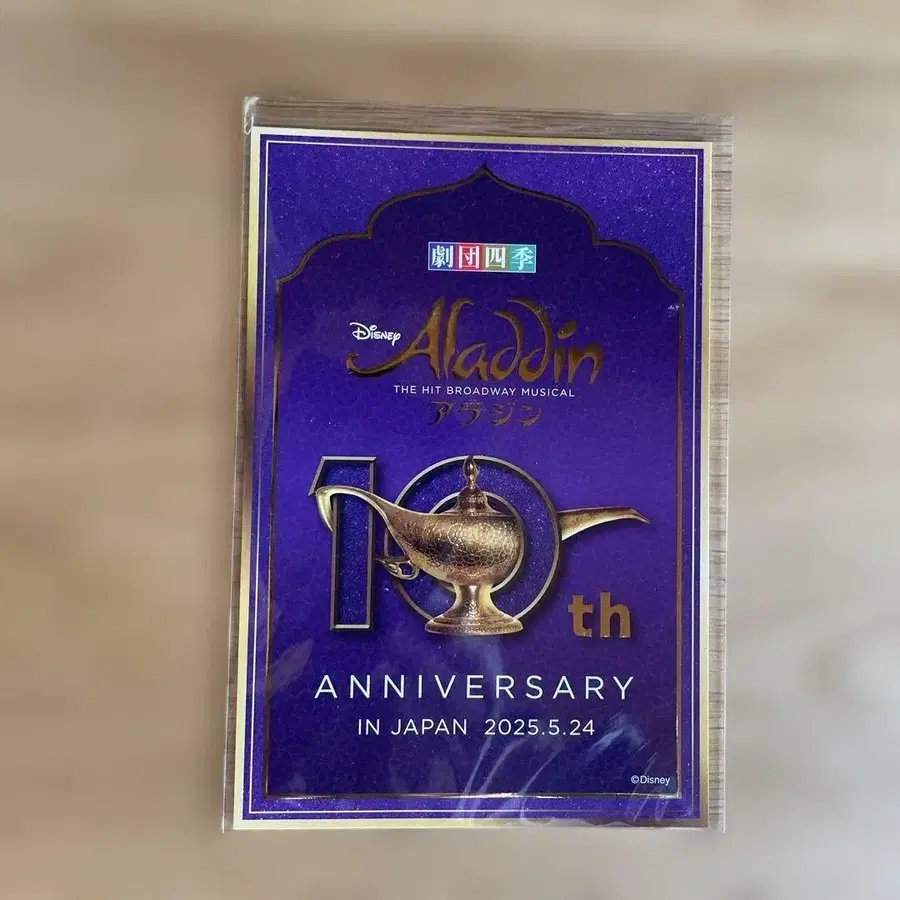 劇団四季
Disney
Aladdin
THE HIT BROADWAY MUSICAL
アラジン
10th
ANNIVERSARY
IN JAPAN 2025.5.24
©Disney